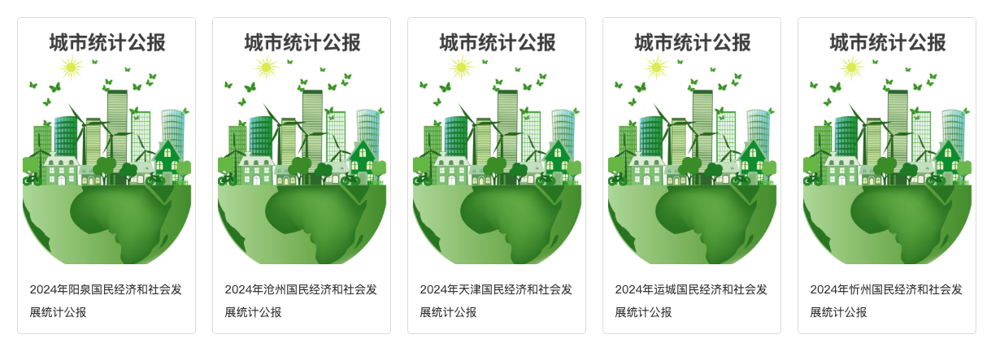 城市统计公报
2024年阳泉国民经济和社会发
展统计公报
城市统计公报
2024年沧州国民经济和社会发
展统计公报
城市统计公报
2024年天津国民经济和社会发
展统计公报
城市统计公报
2024年运城国民经济和社会发
展统计公报
城市统计公报
2024年忻州国民经济和社会发
展统计公报